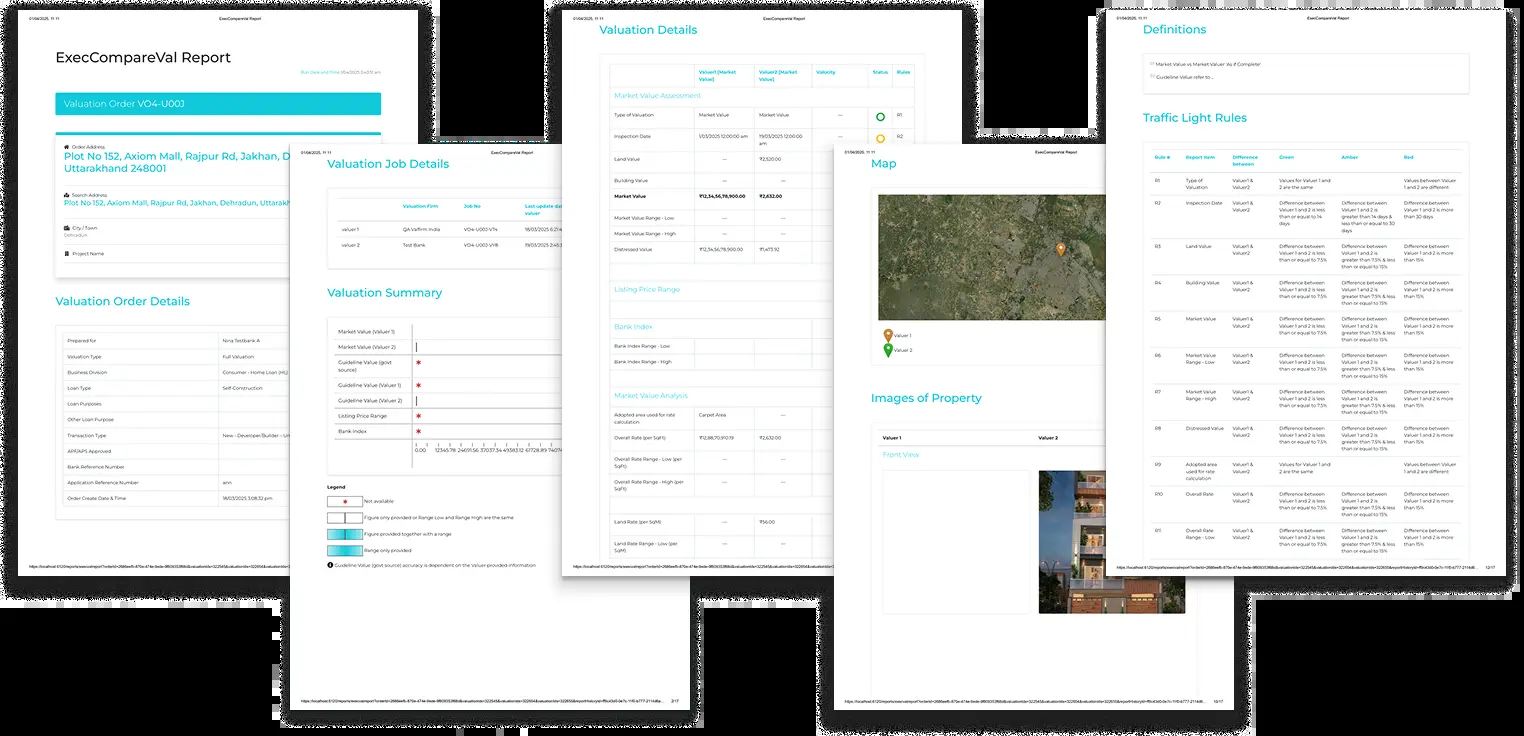 01/04/2025, 11:11 ExecCompareVal Report
ExecCompareVal Report
Run Date and Time:
Valuation Order VO4-U00J
Order Address
Plot No 152, Axiom Mall, Rajpur Rd, Jakhan, D
Uttarakhand 248001
Search Address
Plot No 152, Axiom Mall, Rajpur Rd, Jakhan, Dehradun, Uttarakh
City / Town
Dehradun
Project Name
Valuation Order Details
Prepared for Nina Testbank A
Valuation Type Full Valuation
Business Division Consumer - Home Loan (HL)
Loan Type Self-Construction
Loan Purposes
Other Loan Purpose
Transaction Type New - Developer/Builder - Un
APF/APS Approved
Bank Reference Number
Application Reference Number ann
Order Create Date & Time 18/03/2025 3:08:32 pm
01/04/2025, 11:11 ExecCompareVal Report
Valuation Job Details
Valuation Firm Job No Last update dat
valuer
valuer 1 QA Valfirm India VO4-U00J-V74 18/03/2025 6:21:4
valuer 2 Test Bank VO4-U00J-VY8 19/03/2025 2:45:3
Valuation Summary
Market Value (Valuer 1)
Market Value (Valuer 2)
Guideline Value (govt
source)
Guideline Value (Valuer 1)
Guideline Value (Valuer 2)
Listing Price Range
Bank Index
0.00 12345.78 24691.56 37037.34 49383.12 61728.89 7407
Legend
Not available
Figure only provided or Range Low and Range High are the same
Figure provided together with a range
Range only provided
Guideline Value (govt source) accuracy is dependent on the Valuer provided information
2/17
01/04/2025, 11:11 ExecCompareVal Report
Valuation Details
Valuer1 [Market
Value] Valuer2 [Market
Value] Velocity Status Rules
Market Value Assessment
Type of Valuation Market Value Market Value — R1
Inspection Date 1/03/2025 12:00:00 am 19/03/2025 12:00:00
am — R2
Land Value — ₹2,520.00
Building Value — —
Market Value ₹12,34,56,78,900.00 ₹2,632.00
Market Value Range - Low — —
Market Value Range - High — —
Distressed Value ₹12,34,56,78,900.00 ₹1,473.92
Listing Price Range
Bank Index
Bank Index Range - Low
Bank Index Range - High
Market Value Analysis
Adopted area used for rate
calculation Carpet Area —
Overall Rate (per SqFt) ₹12,88,70,910.19 ₹2,632.00
Overall Rate Range - Low (per
SqFt) — —
Overall Rate Range - High (per
SqFt) — —
Land Rate (per SqM) — ₹56.00
Land Rate Range - Low (per
SqM) — —
01/04/2025, 11:11 ExecCompareVal Report
Map
Valuer 1
Valuer 2
Images of Property
Valuer 1 Valuer 2
Front View
10/17
01/04/2025, 11:11 ExecCompareVal Report
Definitions
Market Value vs Market Valuer 'As if Complete'
Guideline Value refer to ..
Traffic Light Rules
Rule # Report Item Difference
between Green Amber Red
R1 Type of
Valuation Valuer1 &
Valuer2 Values for Valuer 1 and
2 are the same Values between Valuer
1 and 2 are different
R2 Inspection Date Valuer1 &
Valuer2 Difference between
Valuer 1 and 2 is less
than or equal to 14
days Difference between
Valuer 1 and 2 is
greater than 14 days &
less than or equal to 30
days Difference between
Valuer 1 and 2 is more
than 30 days
R3 Land Value Valuer1 &
Valuer2 Difference between
Valuer 1 and 2 is less
than or equal to 7.5% Difference between
Valuer 1 and 2 is
greater than 7.5% & less
than or equal to 15% Difference between
Valuer 1 and 2 is more
than 15%
R4 Building Value Valuer1 &
Valuer2 Difference between
Valuer 1 and 2 is less
than or equal to 7.5% Difference between
Valuer 1 and 2 is
greater than 7.5% & less
than or equal to 15% Difference between
Valuer 1 and 2 is more
than 15%
R5 Market Value Valuer1 &
Valuer2 Difference between
Valuer 1 and 2 is less
than or equal to 7.5% Difference between
Valuer 1 and 2 is
greater than 7.5% & less
than or equal to 15% Difference between
Valuer 1 and 2 is more
than 15%
R6 Market Value
Range - Low Valuer1 &
Valuer2 Difference between
Valuer 1 and 2 is less
than or equal to 7.5% Difference between
Valuer 1 and 2 is
greater than 7.5% & less
than or equal to 15% Difference between
Valuer 1 and 2 is more
than 15%
R7 Market Value
Range - High Valuer1 &
Valuer2 Difference between
Valuer 1 and 2 is less
than or equal to 7.5% Difference between
Valuer 1 and 2 is
greater than 7.5% & less
than or equal to 15% Difference between
Valuer 1 and 2 is more
than 15%
R8 Distressed Value Valuer1 &
Valuer2 Difference between
Valuer 1 and 2 is less
than or equal to 7.5% Difference between
Valuer 1 and 2 is
greater than 7.5% & less
than or equal to 15% Difference between
Valuer 1 and 2 is more
than 15%
R9 Adopted area
used for rate
calculation Valuer1 &
Valuer2 Values for Valuer 1 and
2 are the same Values between Valuer
1 and 2 are different
R10 Overall Rate Valuer1 &
Valuer2 Difference between
Valuer 1 and 2 is less
than or equal to 7.5% Difference between
Valuer 1 and 2 is
greater than 7.5% & less
than or equal to 15% Difference between
Valuer 1 and 2 is more
than 15%
R11 Overall Rate
Range - Low Valuer1 &
Valuer2 Difference between
Valuer 1 and 2 is less
than or equal to 7.5% Difference between
Valuer 1 and 2 is
greater than 7.5% & less
than or equal to 15% Difference between
Valuer 1 and 2 is more
than 15%
12/17